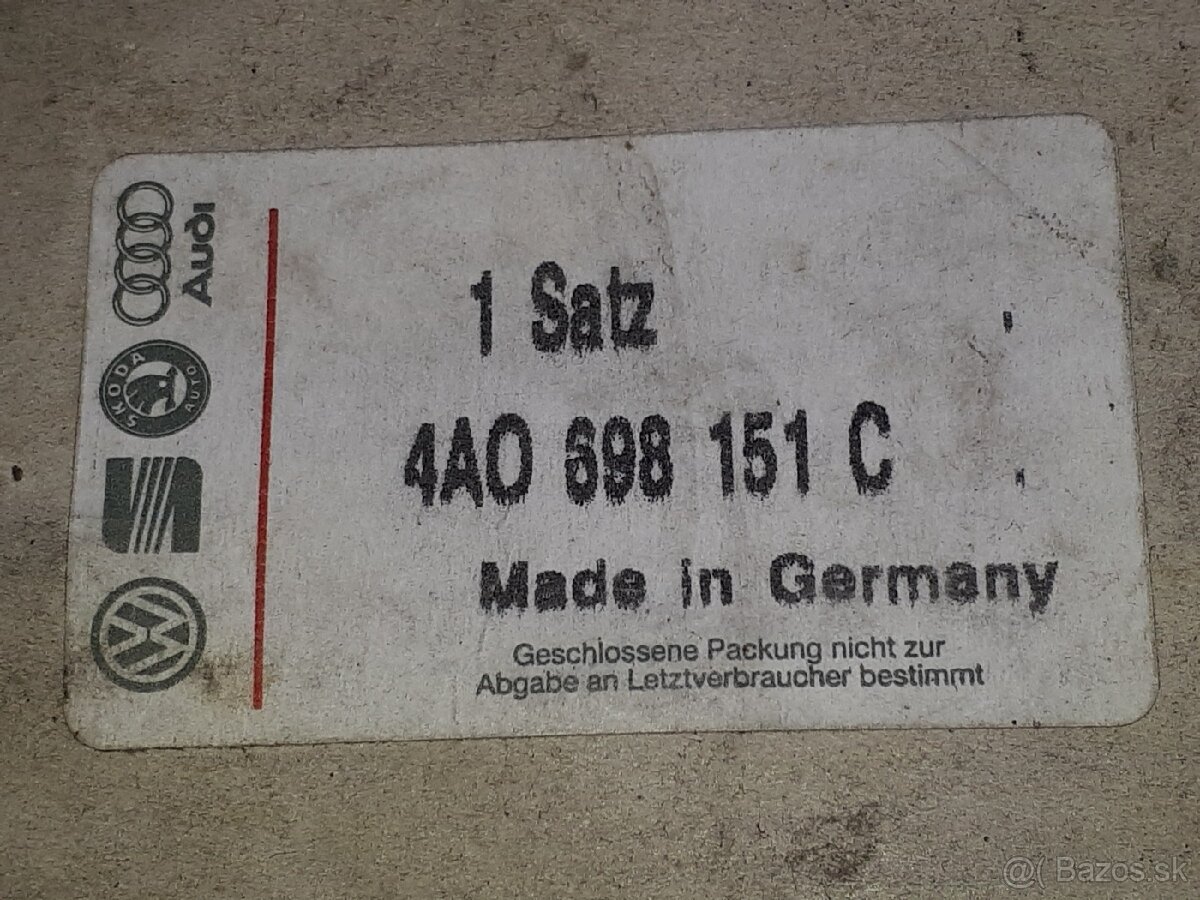 Audi
SKODA AUTO
1 Satz
4A0 698 151 C
Made in Germany
Geschlossene Packung nicht zur
Abgabe an Letztverbraucher bestimmt
@( Bazos.sk